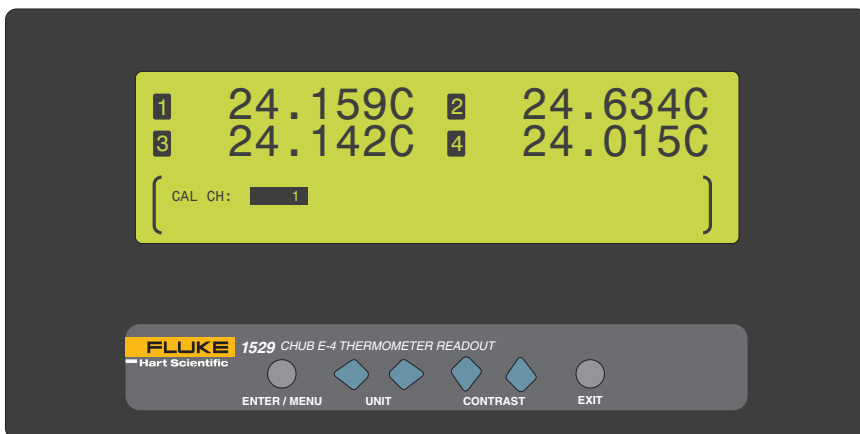 1 24.159C 2 24.634C
3 24.142C 4 24.015C
CAL CH: 1
FLUKE
Hart Scientific
1529 CHUB E-4 THERMOMETER READOUT
ENTER / MENU UNIT CONTRAST EXIT